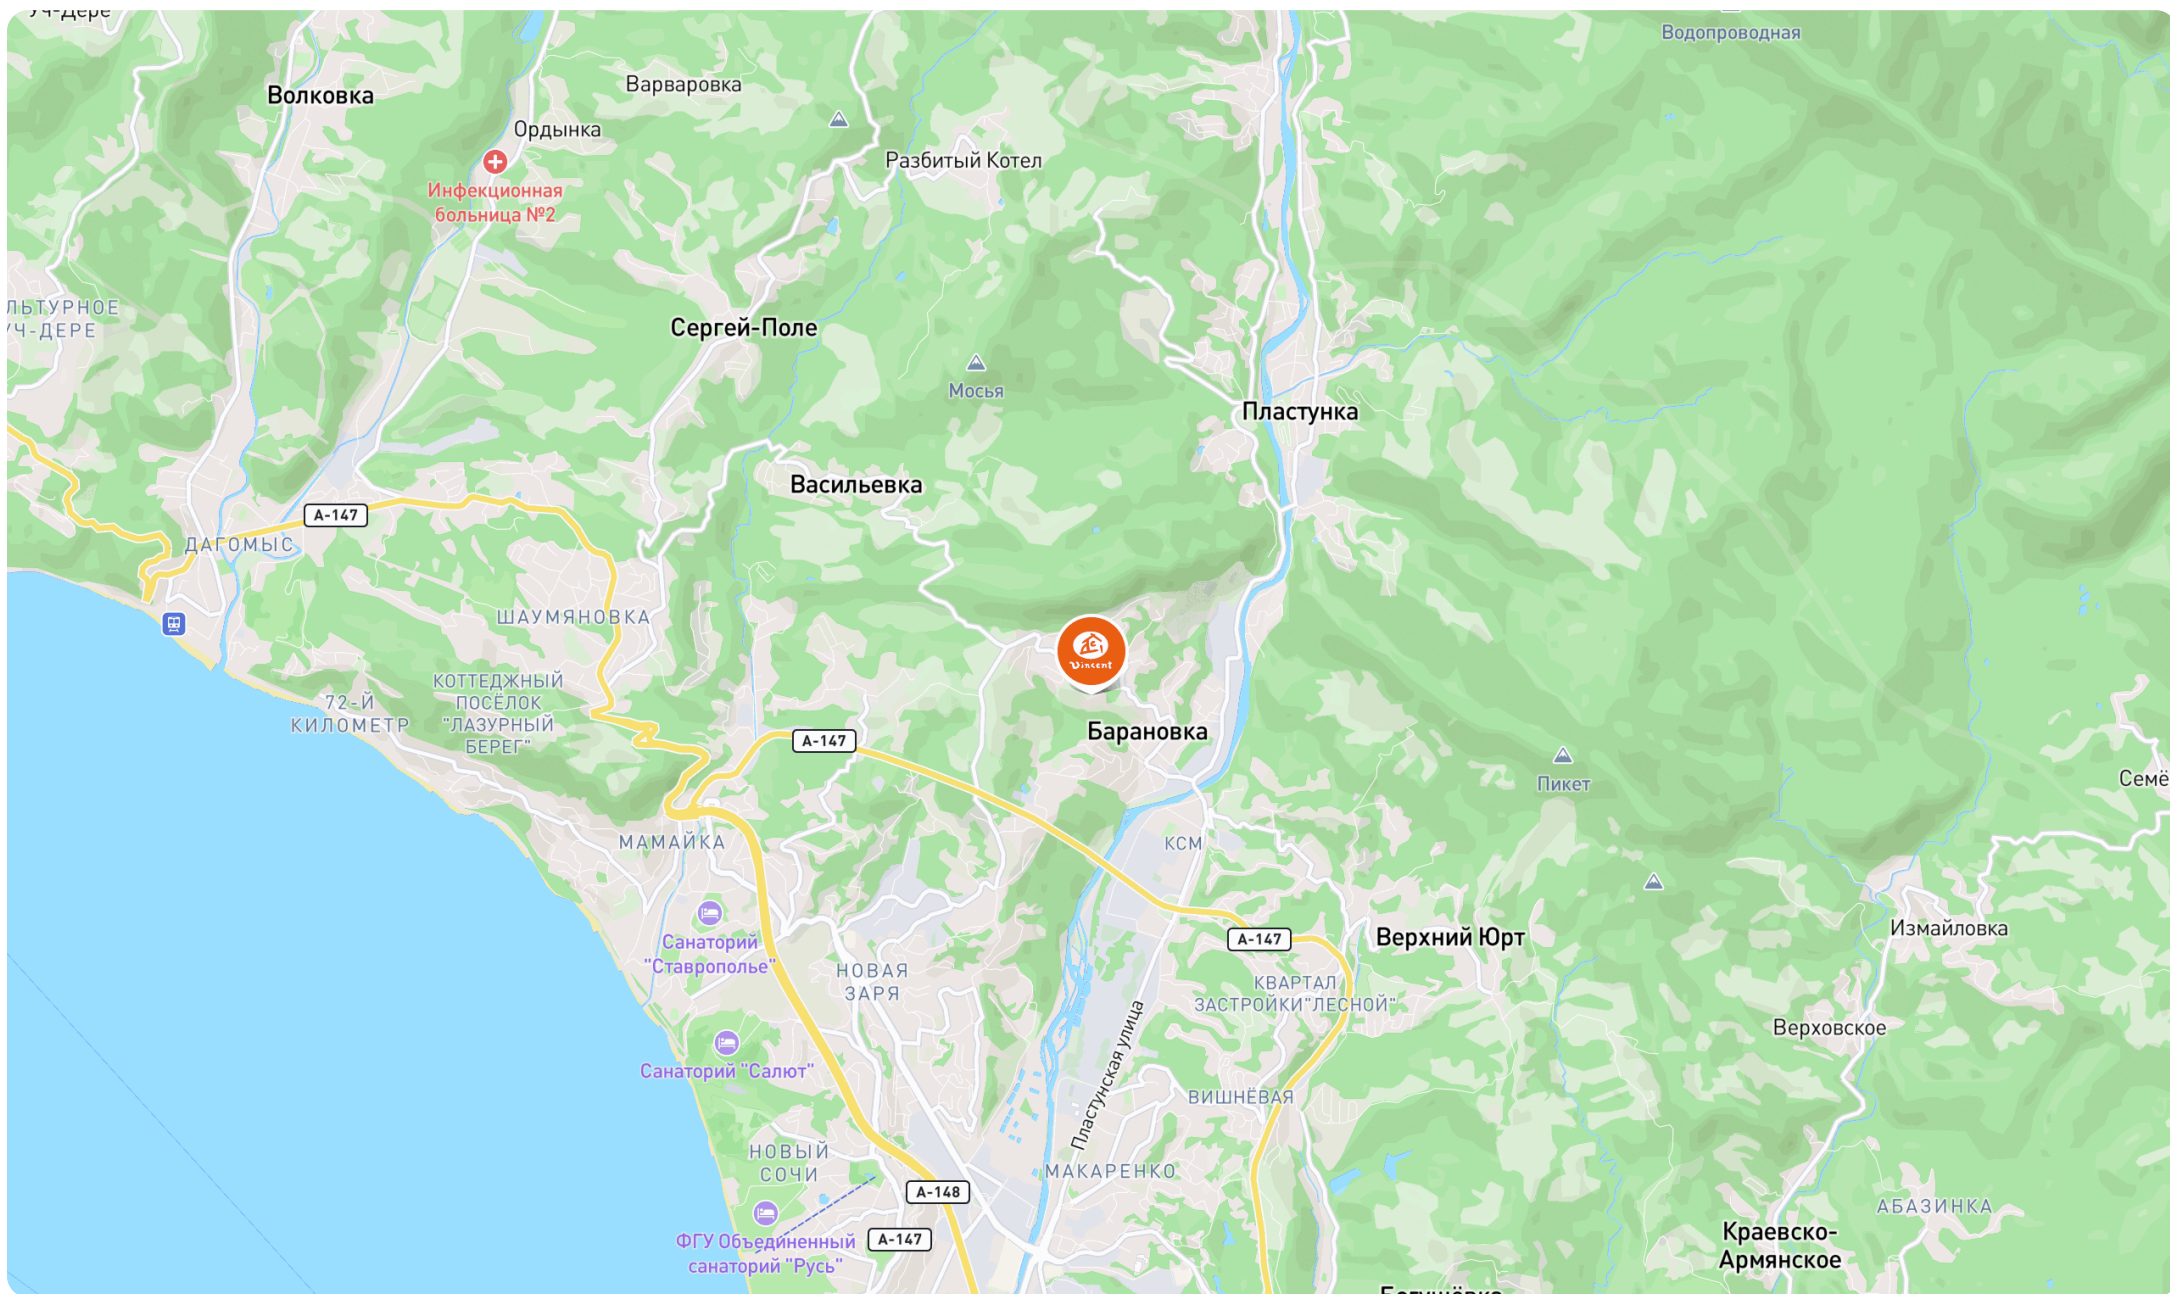 Уч-Дере
Водопроводная
Волковка
Варваровка
Ордынка
Разбитый Котел
Инфекционная
больница №2
ЛЬТУРНОЕ
УЧ-ДЕРЕ
Сергей-Поле
Мосья
Пластунка
Васильевка
А-147
ДАГОМЫС
ШАУМЯНОВКА
Vincent
КОТТЕДЖНЫЙ
ПОСЁЛОК
"ЛАЗУРНЫЙ
БЕРЕГ"
72-Й
КИЛОМЕТР
Барановка
А-147
Пикет
Семё
МАМАЙКА
КСМ
Санаторий
"Ставрополье"
А-147
Верхний Юрт
Измайловка
НОВАЯ
ЗАРЯ
КВАРТАЛ
ЗАСТРОЙКИ"ЛЕСНОЙ"
Верховское
Пластунская улица
Санаторий "Салют"
ВИШНЁВАЯ
НОВЫЙ
СОЧИ
МАКАРЕНКО
А-148
АБАЗИНКА
А-147
ФГУ Объединенный
санаторий "Русь"
Краевско-
Армянское